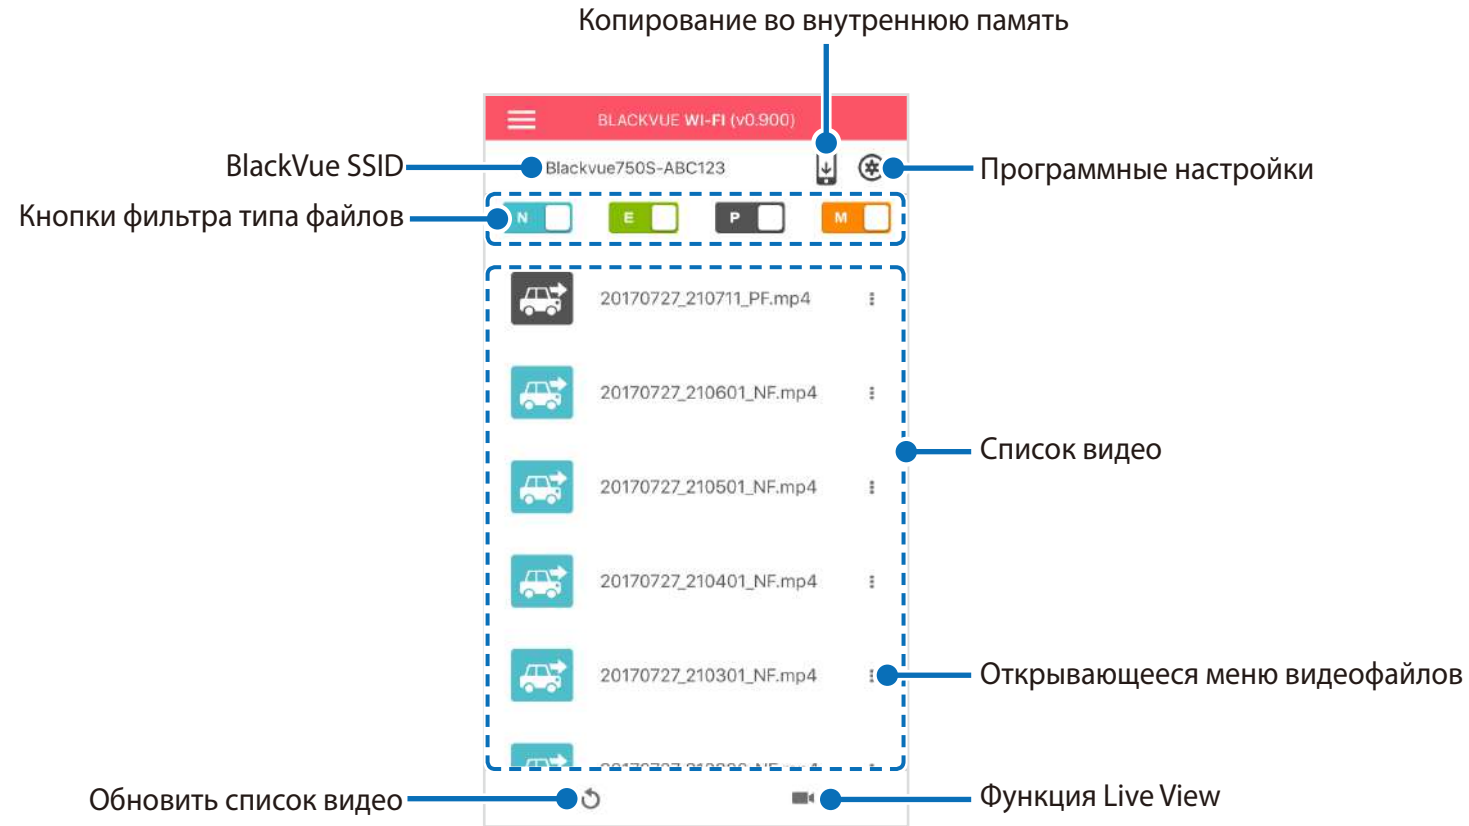 Копирование во внутреннюю память
BLACKVUE WI-FI (v0.900)
BlackVue SSID
Blackvue750S-ABC123
Программные настройки
Кнопки фильтра типа файлов
N E P M
20170727_210711_PF.mp4
20170727_210601_NF.mp4
Список видео
20170727_210501_NF.mp4
20170727_210401_NF.mp4
20170727_210301_NF.mp4
Открывающееся меню видеофайлов
Обновить список видео
Функция Live View